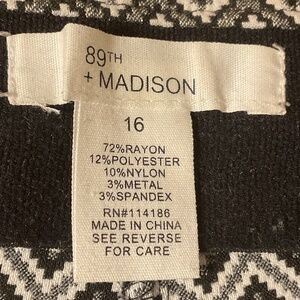 89TH
+ MADISON
16
72%RAYON
12%POLYESTER
10%NYLON
3%METAL
3%SPANDEX
RN#114186
MADE IN CHINA
SEE REVERSE
FOR CARE